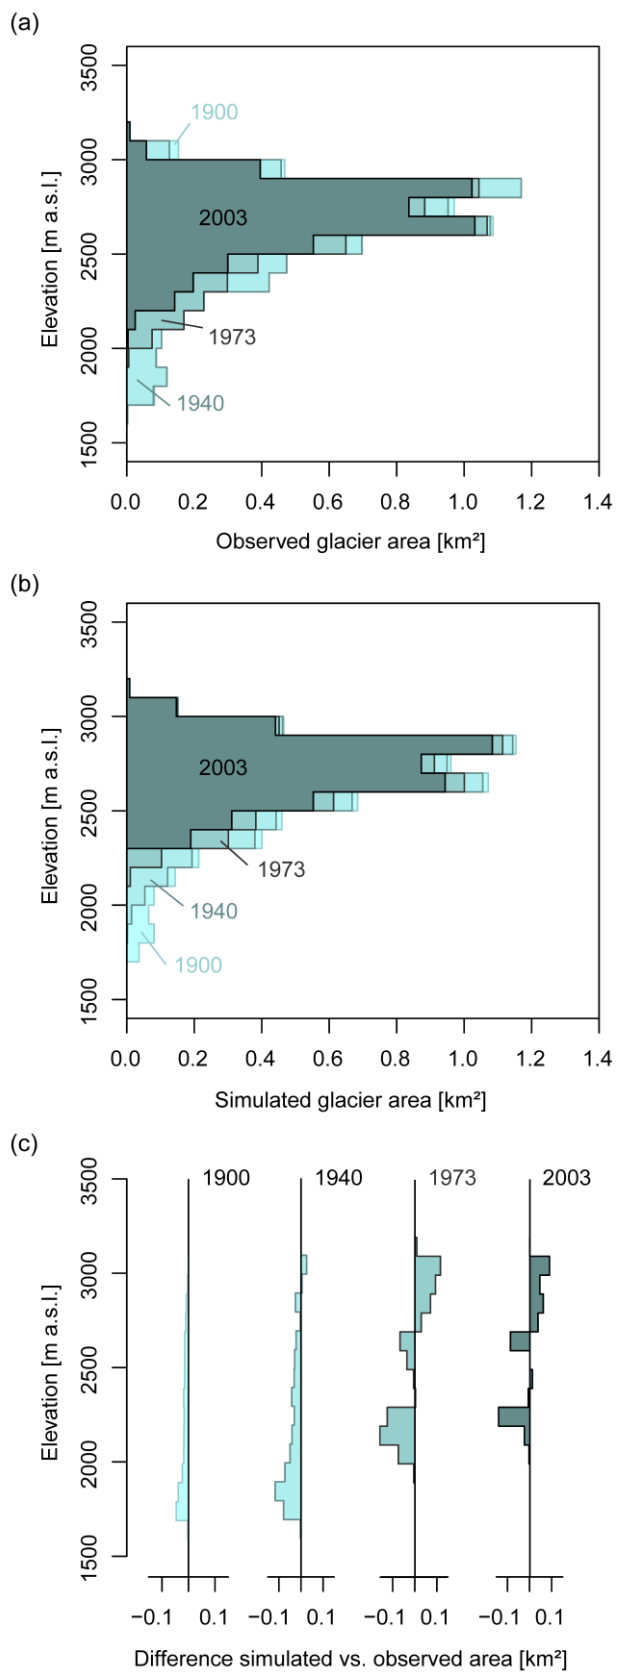 (a)
3500
3000
2500
2000
1500
Elevation [m a.s.l.]
1900
2003
1973
1940
0.0 0.2 0.4 0.6 0.8 1.0 1.2 1.4
Observed glacier area [km²]
(b)
3500
3000
2500
2000
1500
Elevation [m a.s.l.]
2003
1973
1940
1900
0.0 0.2 0.4 0.6 0.8 1.0 1.2 1.4
Simulated glacier area [km²]
(c)
1900 1940 1973 2003
3500
3000
2500
2000
1500
Elevation [m a.s.l.]
−0.1 0.1 −0.1 0.1 −0.1 0.1 −0.1 0.1
Difference simulated vs. observed area [km²]